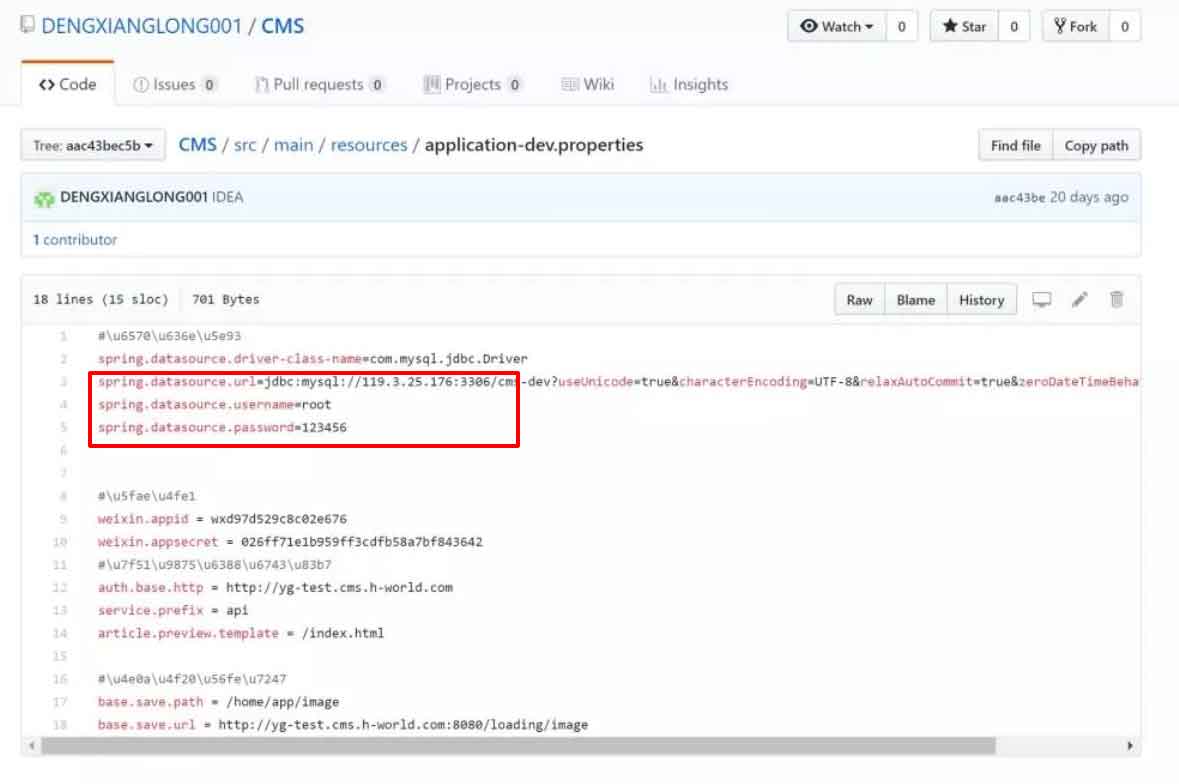 DENGXIANGLONG001 / CMS
Watch 0 Star 0 Fork 0
Code Issues 0 Pull requests 0 Projects 0 Wiki Insights
Tree: aac43bec5b CMS / src / main / resources / application-dev.properties Find file Copy path
DENGXIANGLONG001 IDEA aac43be 20 days ago
1 contributor
18 lines (15 sloc) 701 Bytes Raw Blame History
1 #\u6570\u636e\u5e93
2 spring.datasource.driver-class-name=com.mysql.jdbc.Driver
3 spring.datasource.url=jdbc:mysql://119.3.25.176:3306/cms-dev?useUnicode=true&characterEncoding=UTF-8&relaxAutoCommit=true&zeroDateTimeBeha
4 spring.datasource.username=root
5 spring.datasource.password=123456
6
7
8 #\u5fae\u4fe1
9 weixin.appid = wxd97d529c8c02e676
10 weixin.appsecret = 026ff71e1b959ff3cdfb58a7bf843642
11 #\u7f51\u9875\u6388\u6743\u83b7
12 auth.base.http = http://yg-test.cms.h-world.com
13 service.prefix = api
14 article.preview.template = /index.html
15
16 #\u4e0a\u4f20\u56fe\u7247
17 base.save.path = /home/app/image
18 base.save.url = http://yg-test.cms.h-world.com:8080/loading/image